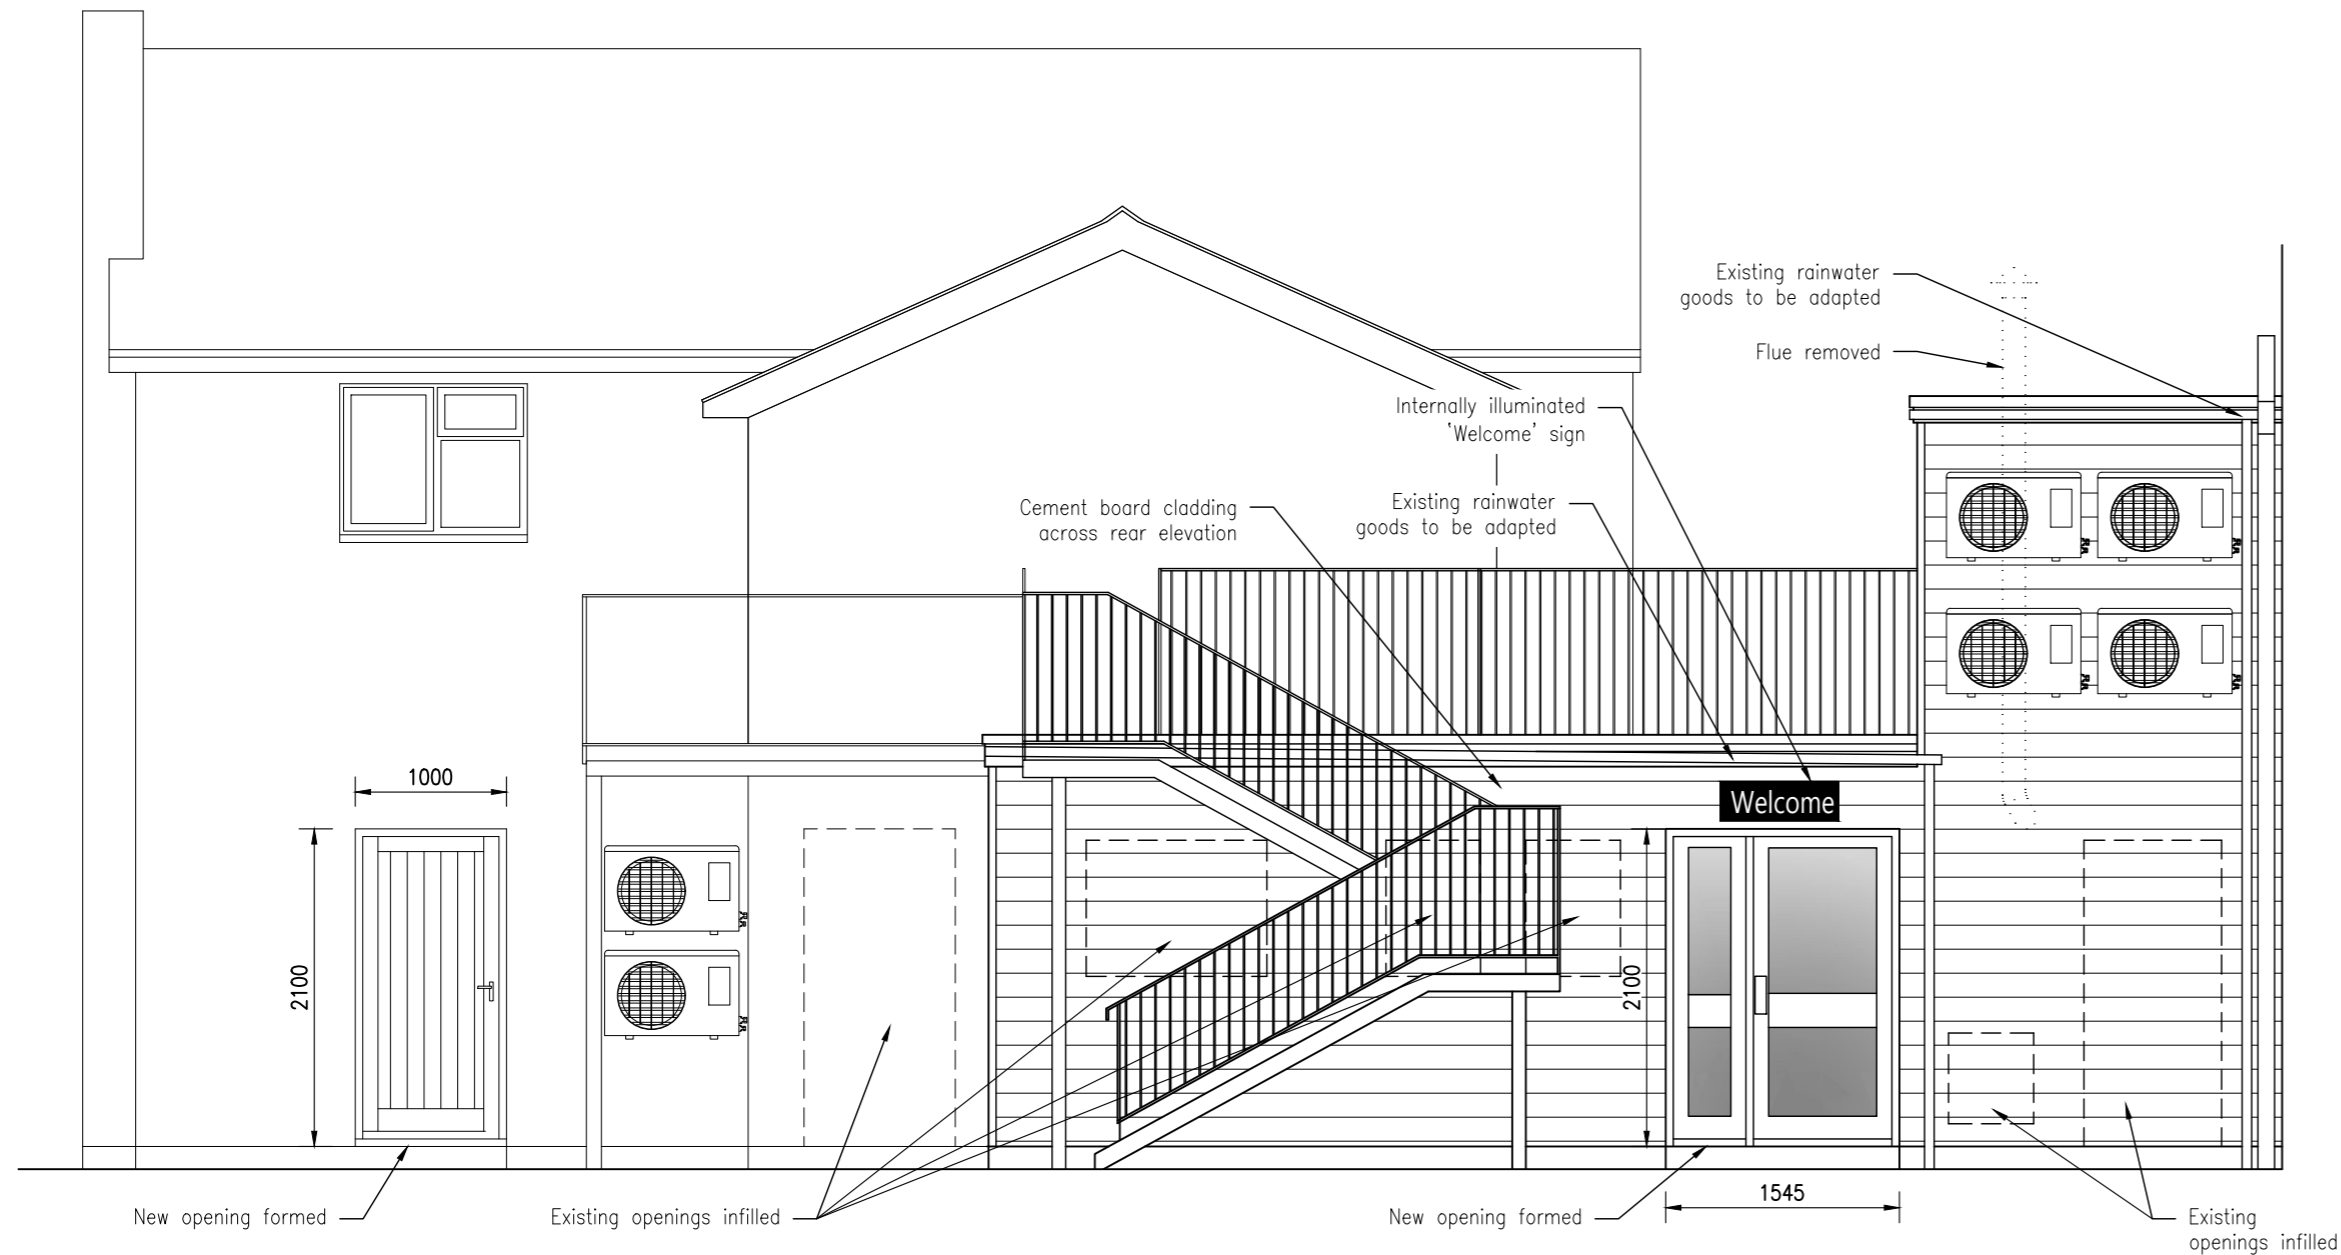 Existing rainwater
goods to be adapted
Flue removed
Internally illuminated
'Welcome' sign
Cement board cladding
across rear elevation
Existing rainwater
goods to be adapted
Welcome
1000
2100
2100
1545
New opening formed
Existing openings infilled
New opening formed
Existing
openings infilled